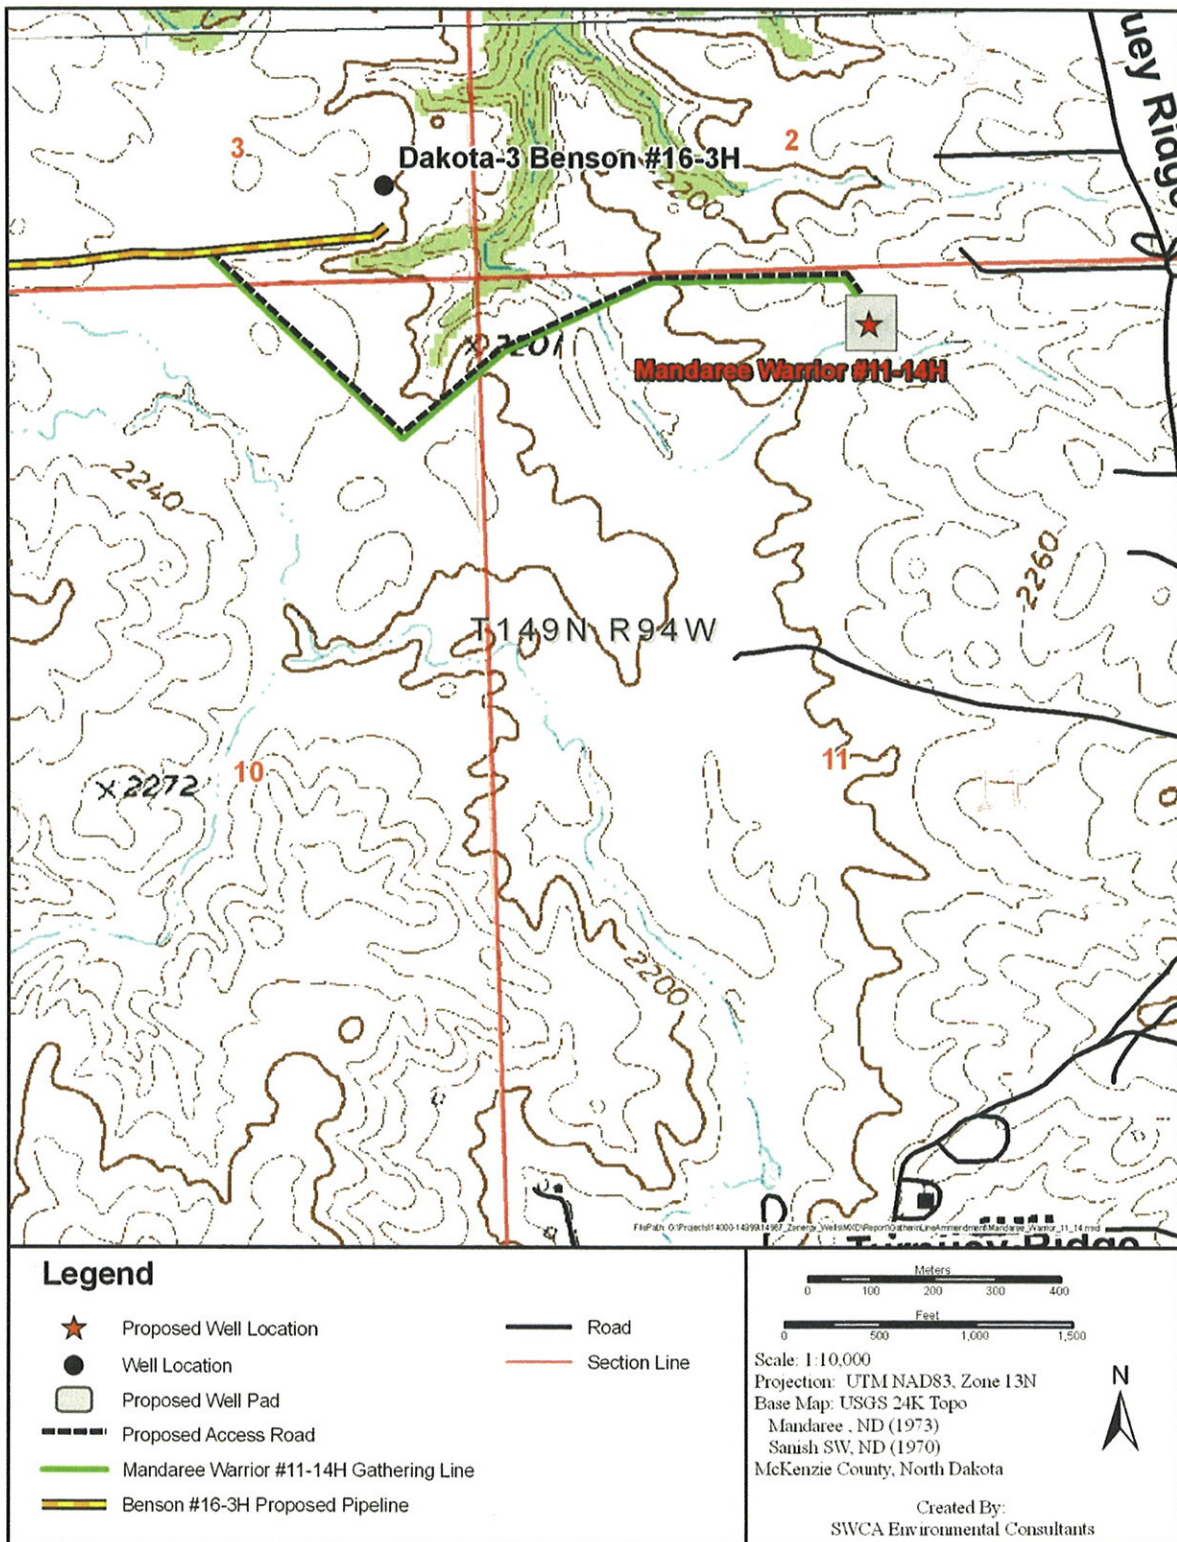 uey Ridge
3
2
Dakota-3 Benson #16-3H
2200
2201
Mandaree Warrior #11-14H
2240
2260
T149N R94W
11
10
x 2272
2200
Legend
Proposed Well Location
Well Location
Proposed Well Pad
Proposed Access Road
Mandaree Warrior #11-14H Gathering Line
Benson #16-3H Proposed Pipeline
Road
Section Line
Meters
0 100 200 300 400
Feet
0 500 1,000 1,500
Scale: 1:10,000
Projection: UTM NAD83, Zone 13N
Base Map: USGS 24K Topo
Mandaree , ND (1973)
Sanish SW, ND (1970)
McKenzie County, North Dakota
N
Created By:
SWCA Environmental Consultants